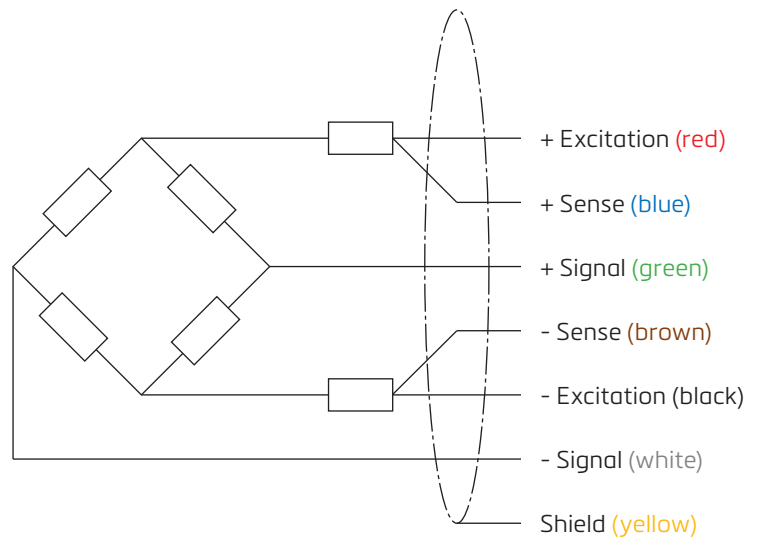 + Excitation (red)
+ Sense (blue)
+ Signal (green)
- Sense (brown)
- Excitation (black)
- Signal (white)
Shield (yellow)